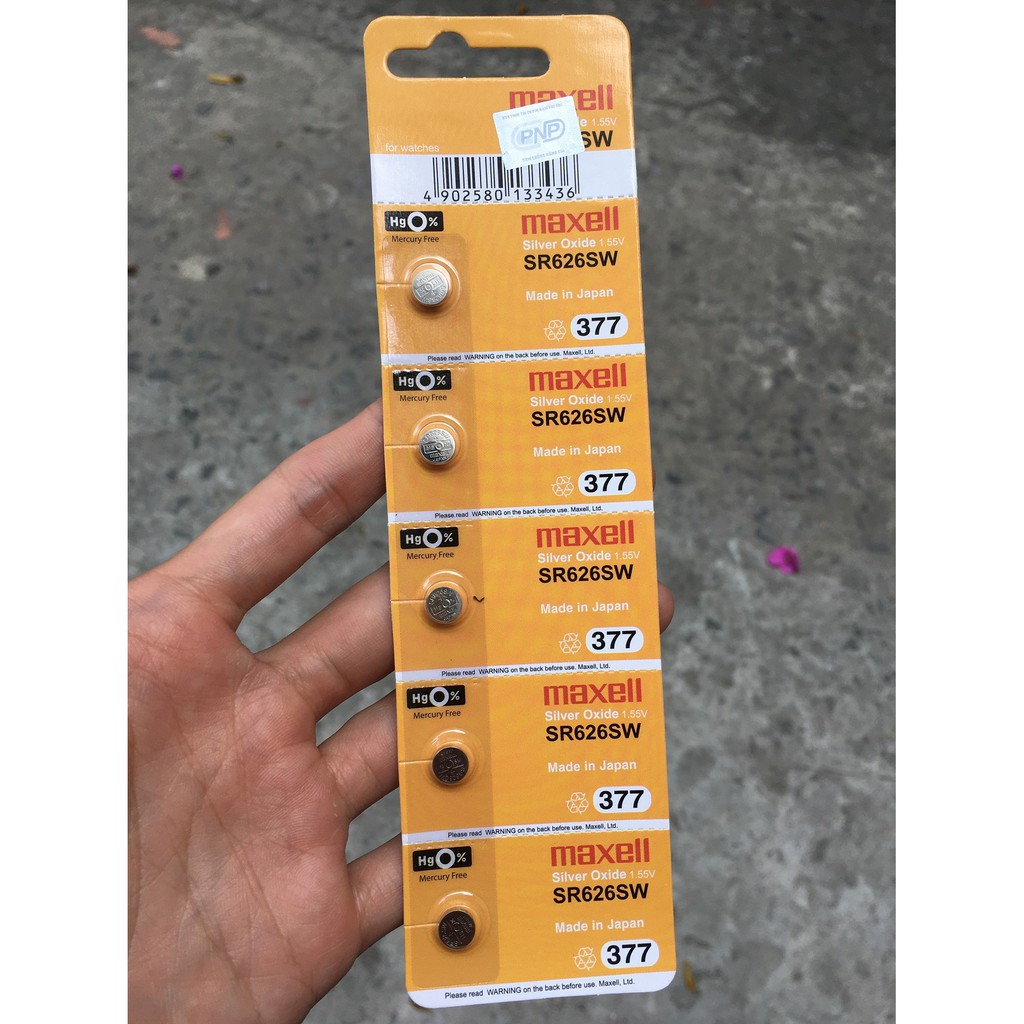 maxell
1.55V
PNP
SW
for watches
4 902580 133436
Hg 0%
Mercury Free
maxell
Silver Oxide 1.55V
SR626SW
Made in Japan
377
Please read WARNING on the back before use. Maxell, Ltd.
Hg 0%
Mercury Free
maxell
Silver Oxide 1.55V
SR626SW
Made in Japan
377
Please read WARNING on the back before use. Maxell, Ltd.
Hg 0%
Mercury Free
maxell
Silver Oxide 1.55V
SR626SW
Made in Japan
377
Please read WARNING on the back before use. Maxell, Ltd.
Hg 0%
Mercury Free
maxell
Silver Oxide 1.55V
SR626SW
Made in Japan
377
Please read WARNING on the back before use. Maxell, Ltd.
Hg 0%
Mercury Free
maxell
Silver Oxide 1.55V
SR626SW
Made in Japan
377
Please read WARNING on the back before use. Maxell, Ltd.